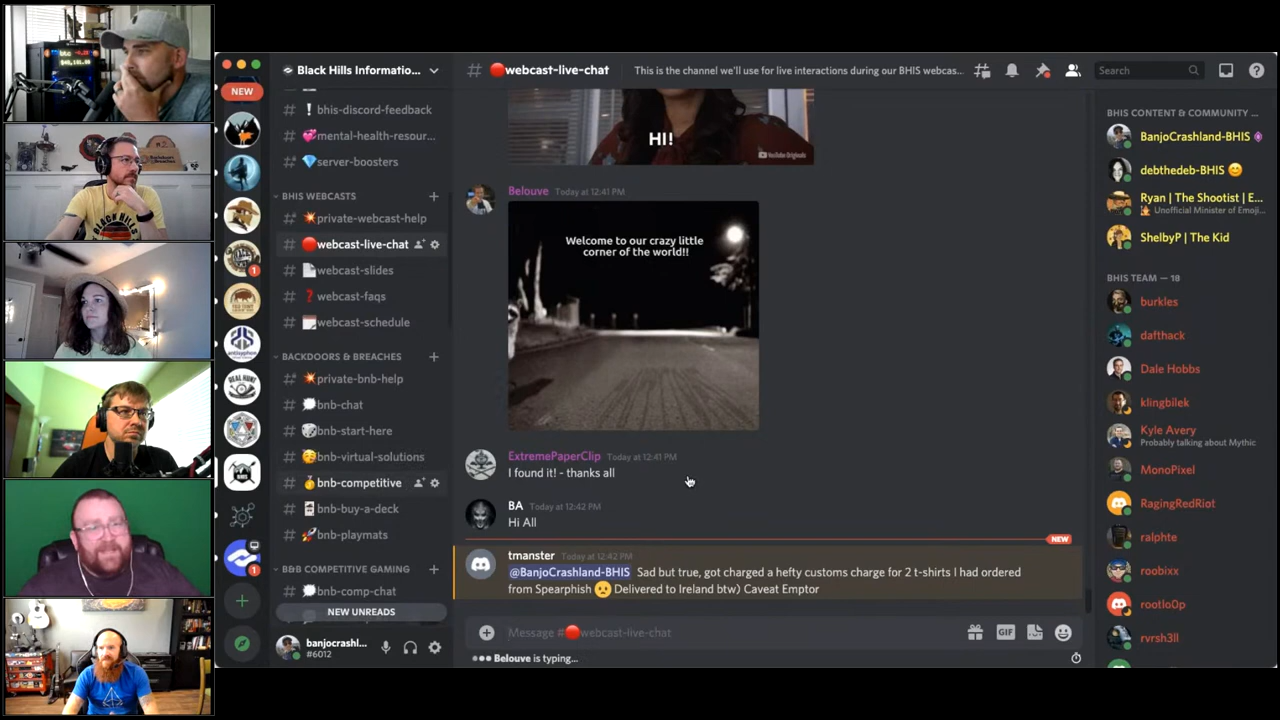 NEW
Black Hills Informatio...
bhis-discord-feedback
mental-health-resour...
server-boosters
BHIS WEBCASTS
private-webcast-help
webcast-live-chat
webcast-slides
webcast-faqs
webcast-schedule
BACKDOORS & BREACHES
private-bnb-help
bnb-chat
bnb-start-here
bnb-virtual-solutions
bnb-competitive
bnb-buy-a-deck
bnb-playmats
B&B COMPETITIVE GAMING
bnb-comp-chat
NEW UNREADS
1
1
banjocrashl...
#6012
# webcast-live-chat
This is the channel we'll use for live interactions during our BHIS webcas...
Search
HI!
YouTube Originals
Belouve Today at 12:41 PM
Welcome to our crazy little
corner of the world!!
ExtremePaperClip Today at 12:41 PM
I found it! - thanks all
BA Today at 12:42 PM
Hi All
NEW
tmanster Today at 12:42 PM
@BanjoCrashland-BHIS Sad but true, got charged a hefty customs charge for 2 t-shirts I had ordered
from Spearphish 😟 Delivered to Ireland btw) Caveat Emptor
Message #🔴webcast-live-chat
GIF
Belouve is typing...
BHIS CONTENT & COMMUNITY ...
BanjoCrashland-BHIS
debthedeb-BHIS 😊
Ryan | The Shootist | E...
Unofficial Minister of Emoji...
ShelbyP | The Kid
BHIS TEAM — 18
burkles
dafthack
Dale Hobbs
klingbilek
Kyle Avery
Probably talking about Mythic
MonoPixel
RagingRedRiot
ralphte
roobixx
rootlo0p
rvrsh3ll
BLACK HILLS